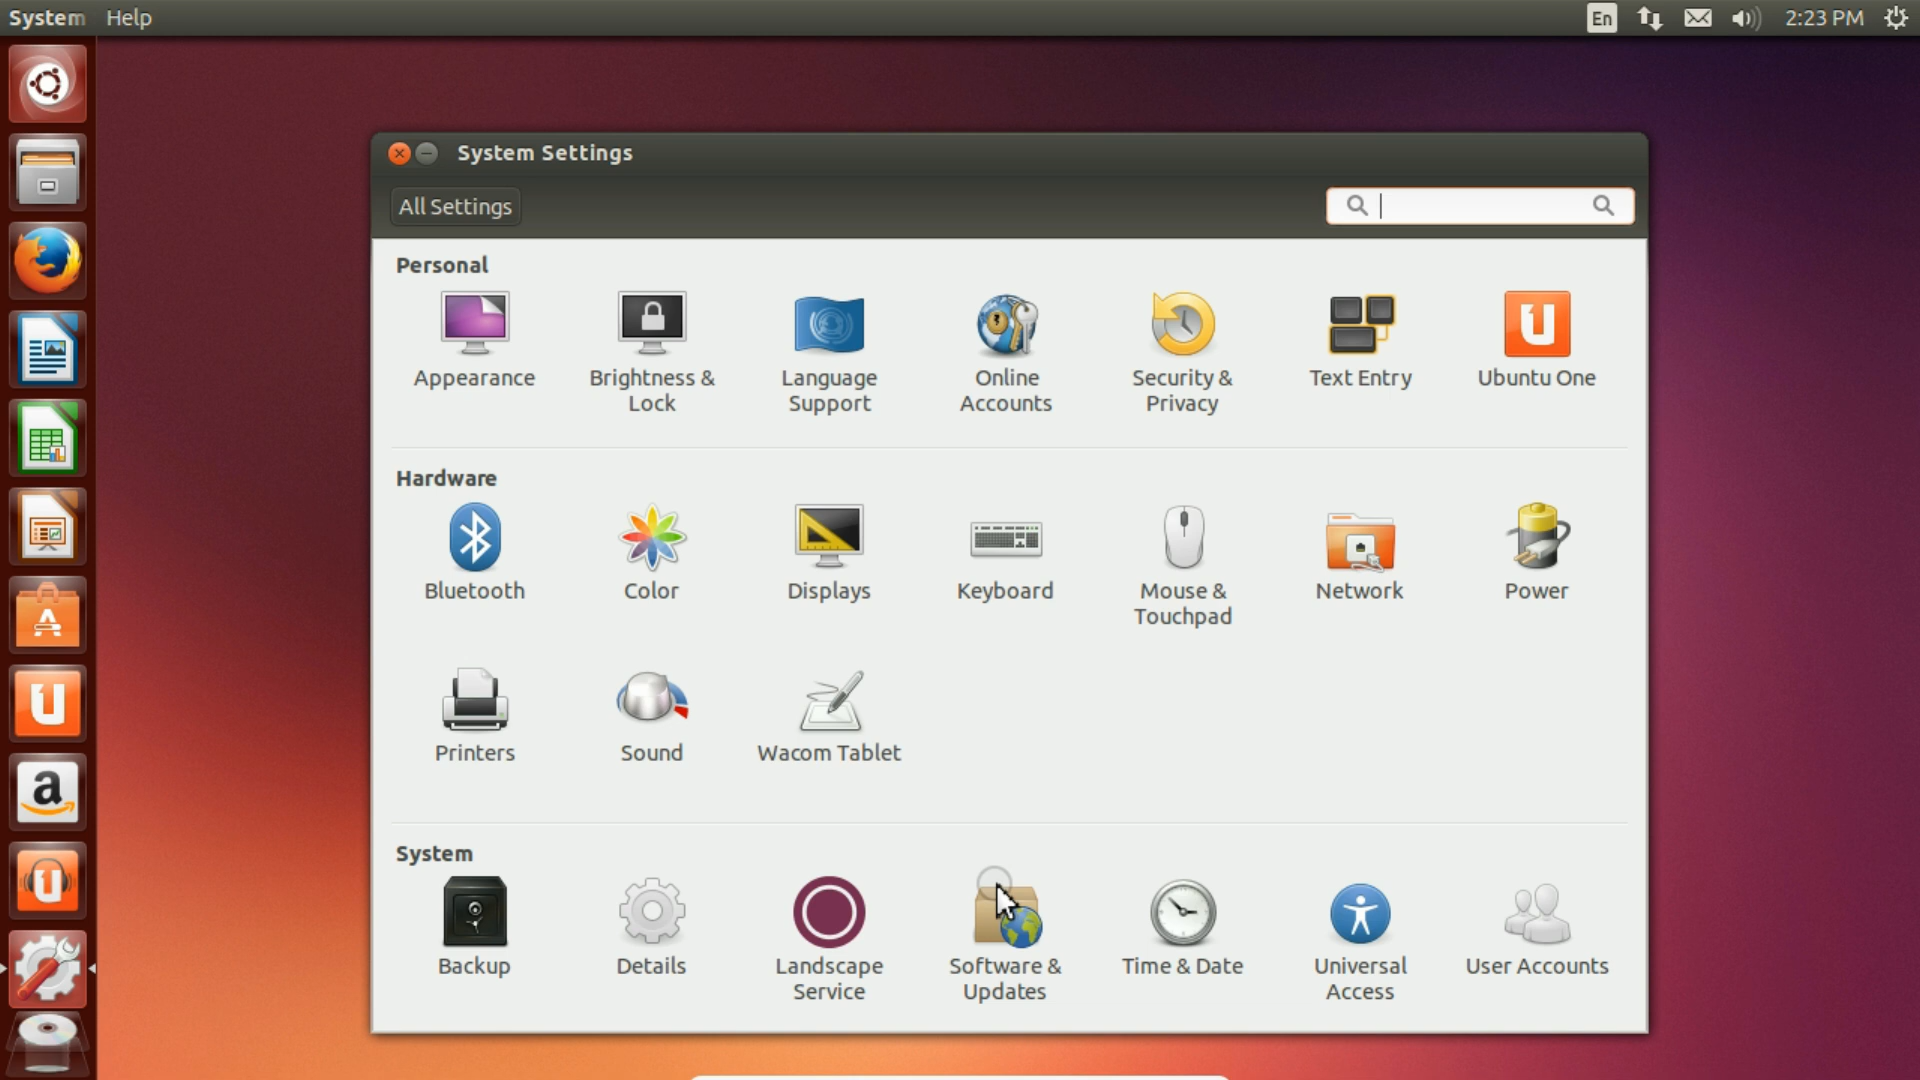 System Help
En 2:23 PM
System Settings
All Settings
Personal
Appearance
Brightness &
Lock
Language
Support
Online
Accounts
Security &
Privacy
Text Entry
Ubuntu One
Hardware
Bluetooth
Color
Displays
Keyboard
Mouse &
Touchpad
Network
Power
Printers
Sound
Wacom Tablet
System
Backup
Details
Landscape
Service
Software &
Updates
Time & Date
Universal
Access
User Accounts